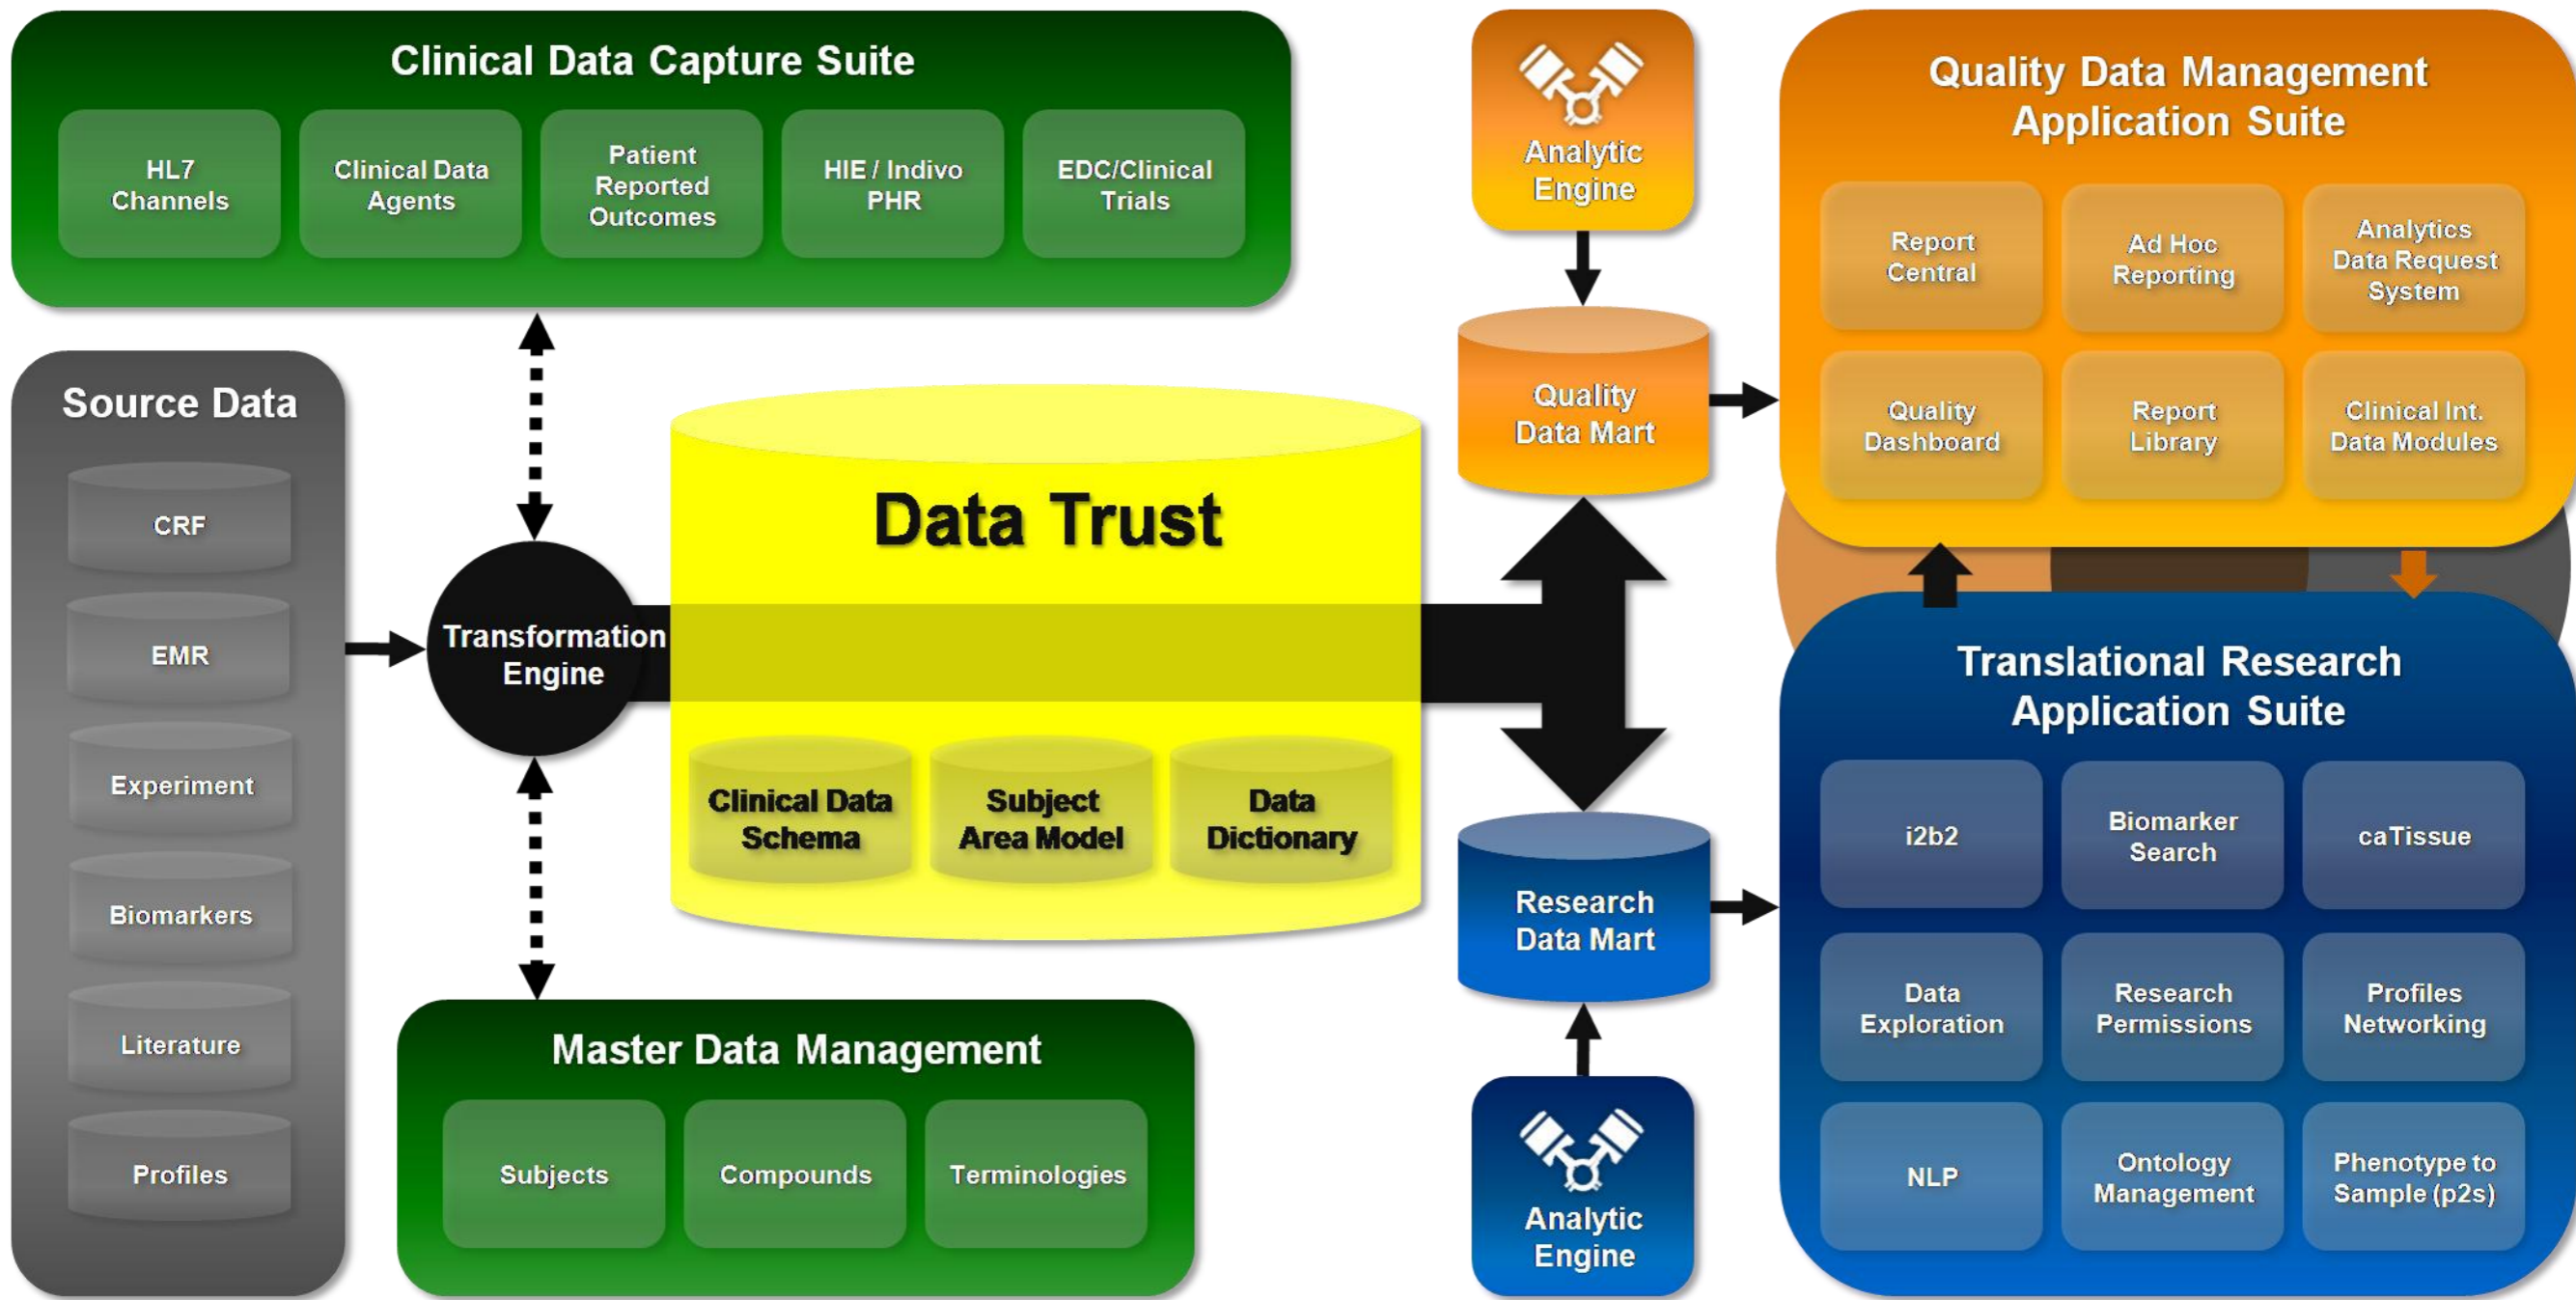 Clinical Data Capture Suite
HL7
Channels
Clinical Data
Agents
Patient
Reported
Outcomes
HIE / Indivo
PHR
EDC/Clinical
Trials
Source Data
CRF
EMR
Experiment
Biomarkers
Literature
Profiles
Transformation
Engine
Data Trust
Clinical Data
Schema
Subject
Area Model
Data
Dictionary
Master Data Management
Subjects
Compounds
Terminologies
Analytic
Engine
Quality
Data Mart
Research
Data Mart
Analytic
Engine
Quality Data Management
Application Suite
Report
Central
Ad Hoc
Reporting
Analytics
Data Request
System
Quality
Dashboard
Report
Library
Clinical Int.
Data Modules
Translational Research
Application Suite
i2b2
Biomarker
Search
caTissue
Data
Exploration
Research
Permissions
Profiles
Networking
NLP
Ontology
Management
Phenotype to
Sample (p2s)